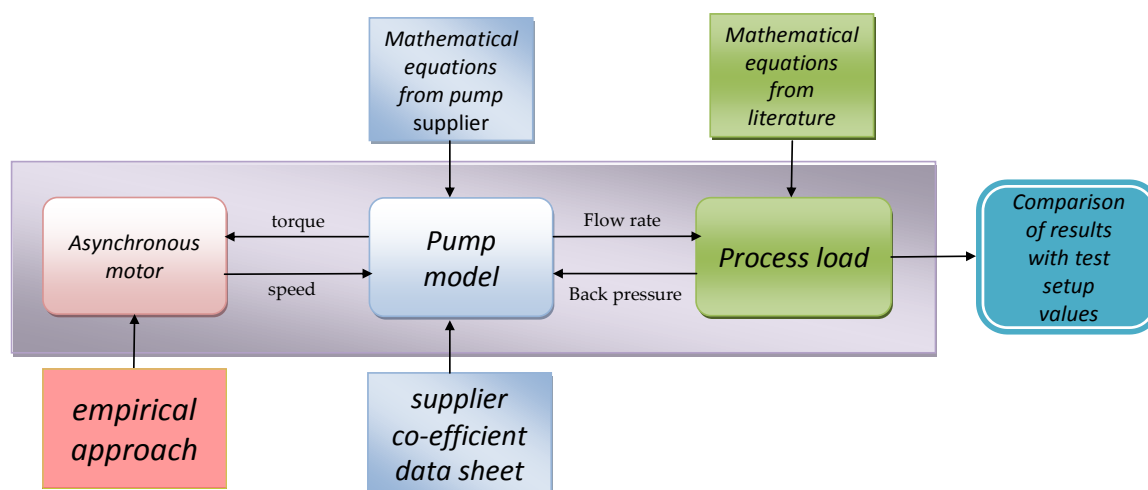 Mathematical
equations
from pump
supplier
Mathematical
equations
from
literature
Asynchronous
motor
torque
speed
Pump
model
Flow rate
Back pressure
Process load
Comparison
of results
with test
setup
values
empirical
approach
supplier
co-efficient
data sheet